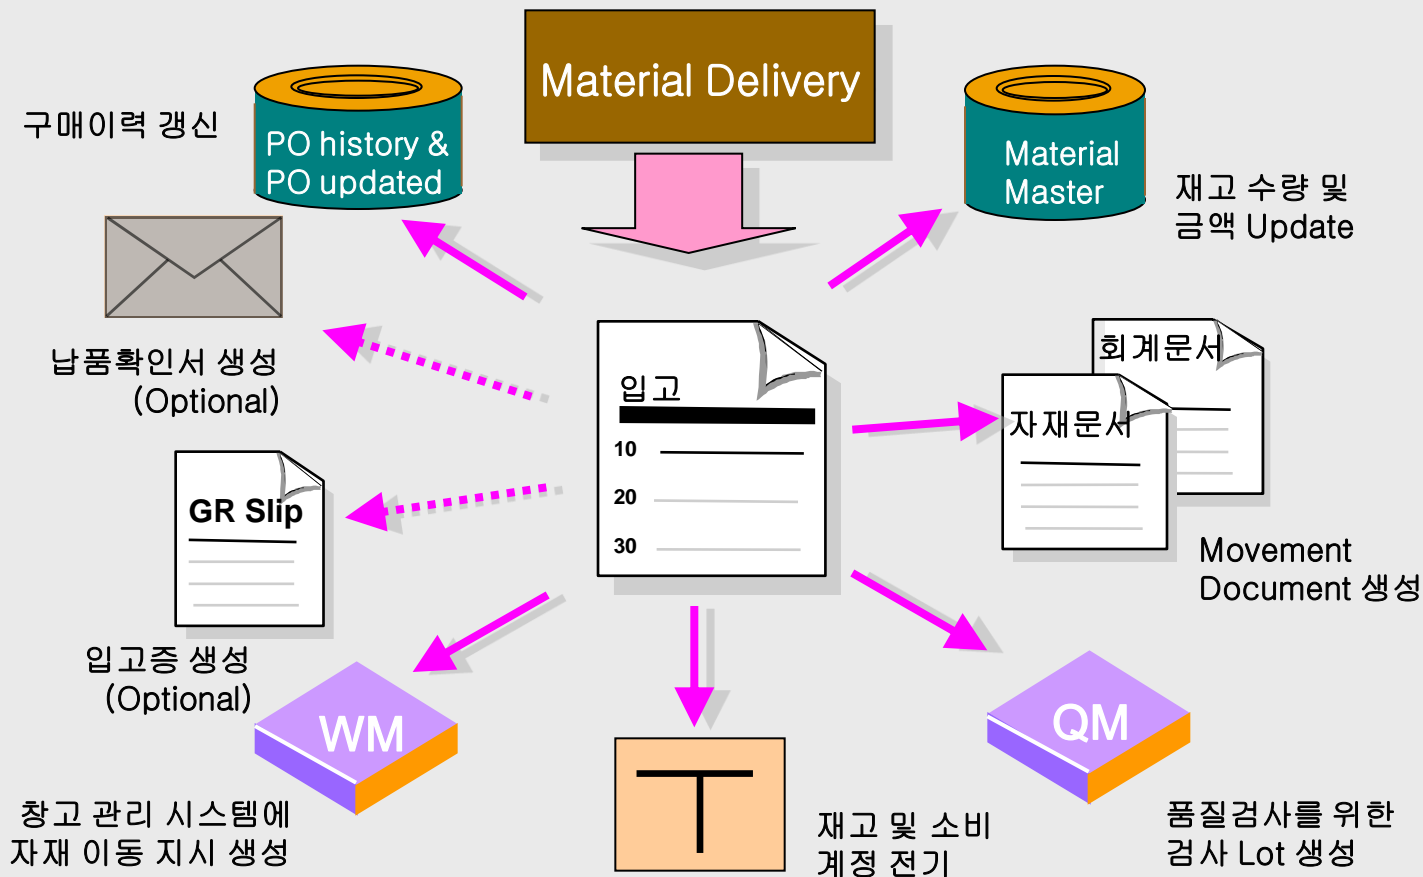 Material Delivery
구매이력 갱신
PO history &
PO updated
Material
Master
재고 수량 및
금액 Update
납품확인서 생성
(Optional)
입고
10
20
30
회계문서
자재문서
Movement
Document 생성
GR Slip
입고증 생성
(Optional)
WM
창고 관리 시스템에
자재 이동 지시 생성
T
재고 및 소비
계정 전기
QM
품질검사를 위한
검사 Lot 생성